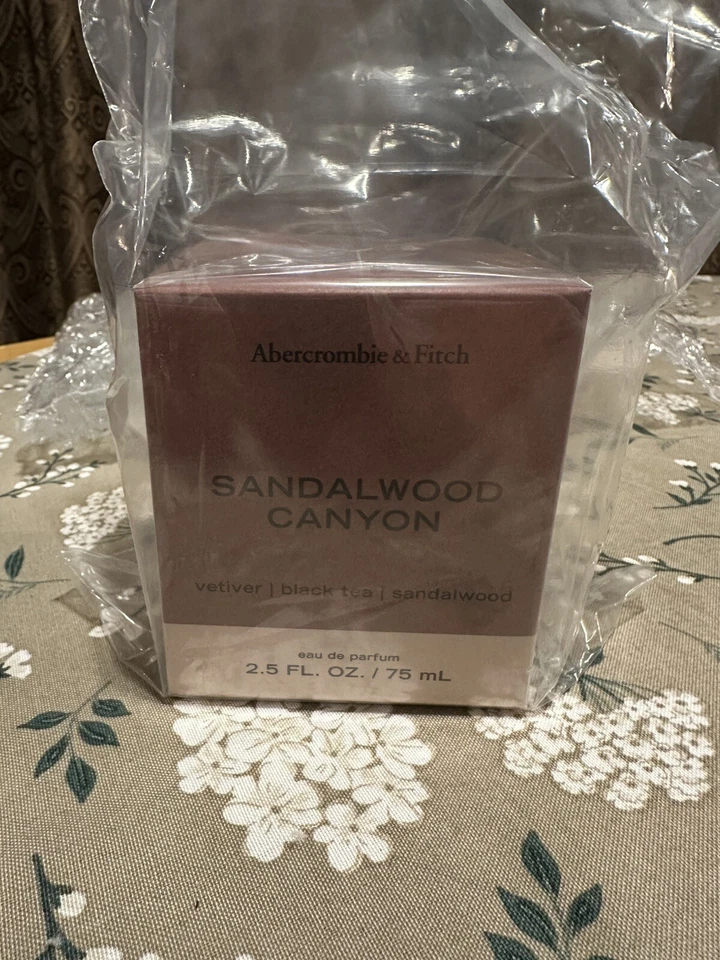 Abercrombie & Fitch
SANDALWOOD
CANYON
vetiver | black tea | sandalwood
eau de parfum
2.5 FL. OZ. / 75 mL